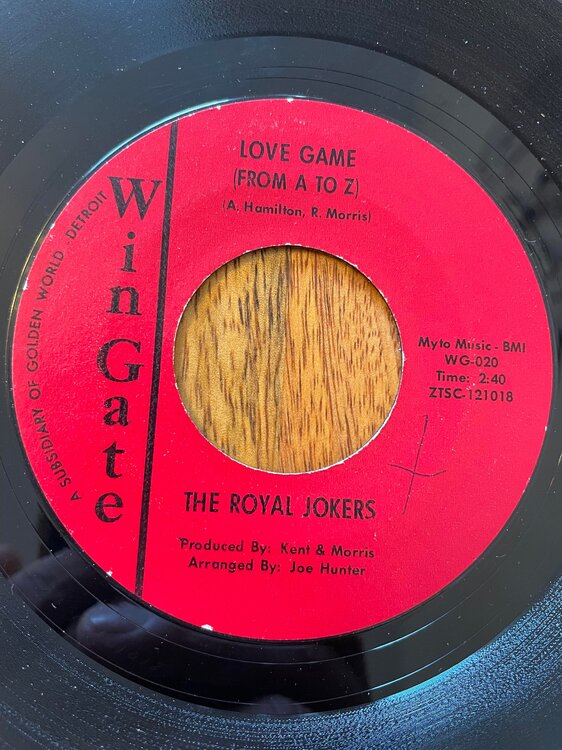 LOVE GAME
(FROM A TO Z)
(A. Hamilton, R. Morris)
WinGate
A SUBSIDIARY OF GOLDEN WORLD, DETROIT
Myto Music - BMI
WG-020
Time: 2:40
ZTSC-121018
THE ROYAL JOKERS
Produced By: Kent & Morris
Arranged By: Joe Hunter